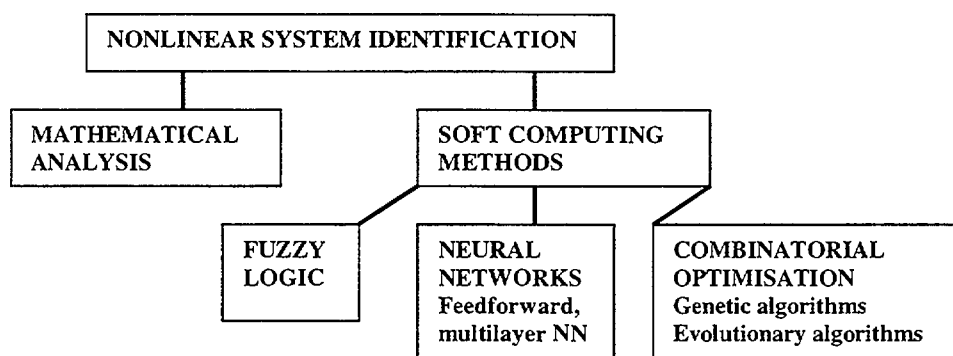 NONLINEAR SYSTEM IDENTIFICATION
MATHEMATICAL
ANALYSIS
SOFT COMPUTING
METHODS
FUZZY
LOGIC
NEURAL
NETWORKS
Feedforward,
multilayer NN
COMBINATORIAL
OPTIMISATION
Genetic algorithms
Evolutionary algorithms